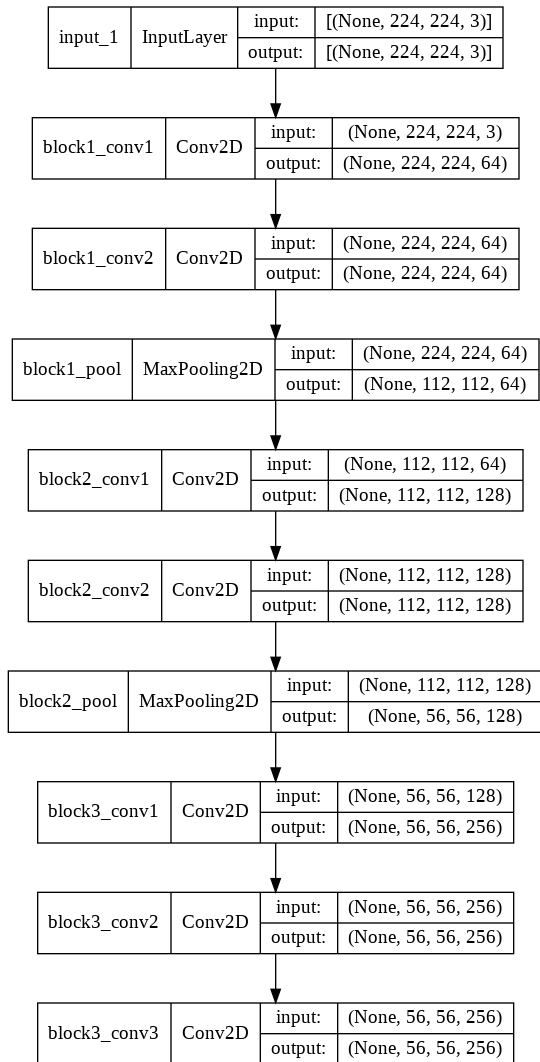 input_1 InputLayer input: [(None, 224, 224, 3)]
output: [(None, 224, 224, 3)]
block1_conv1 Conv2D input: (None, 224, 224, 3)
output: (None, 224, 224, 64)
block1_conv2 Conv2D input: (None, 224, 224, 64)
output: (None, 224, 224, 64)
block1_pool MaxPooling2D input: (None, 224, 224, 64)
output: (None, 112, 112, 64)
block2_conv1 Conv2D input: (None, 112, 112, 64)
output: (None, 112, 112, 128)
block2_conv2 Conv2D input: (None, 112, 112, 128)
output: (None, 112, 112, 128)
block2_pool MaxPooling2D input: (None, 112, 112, 128)
output: (None, 56, 56, 128)
block3_conv1 Conv2D input: (None, 56, 56, 128)
output: (None, 56, 56, 256)
block3_conv2 Conv2D input: (None, 56, 56, 256)
output: (None, 56, 56, 256)
block3_conv3 Conv2D input: (None, 56, 56, 256)
output: (None, 56, 56, 256)